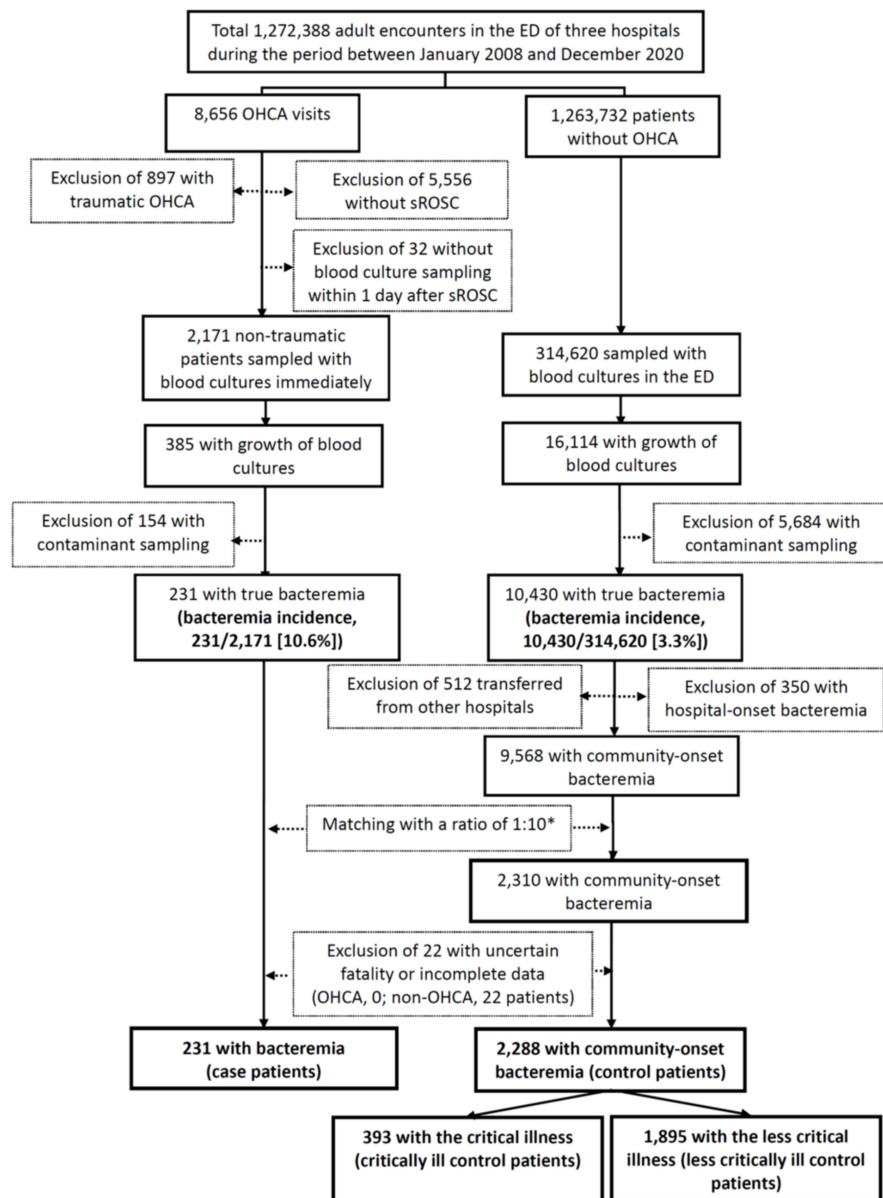 Total 1,272,388 adult encounters in the ED of three hospitals
during the period between January 2008 and December 2020
8,656 OHCA visits
1,263,732 patients
without OHCA
Exclusion of 897 with
traumatic OHCA
Exclusion of 5,556
without sROSC
Exclusion of 32 without
blood culture sampling
within 1 day after sROSC
2,171 non-traumatic
patients sampled with
blood cultures immediately
314,620 sampled with
blood cultures in the ED
385 with growth of blood
cultures
16,114 with growth of
blood cultures
Exclusion of 154 with
contaminant sampling
Exclusion of 5,684 with
contaminant sampling
231 with true bacteremia
(bacteremia incidence,
231/2,171 [10.6%])
10,430 with true bacteremia
(bacteremia incidence,
10,430/314,620 [3.3%])
Exclusion of 512 transferred
from other hospitals
Exclusion of 350 with
hospital-onset bacteremia
9,568 with community-onset
bacteremia
Matching with a ratio of 1:10*
2,310 with community-onset
bacteremia
Exclusion of 22 with uncertain
fatality or incomplete data
(OHCA, 0; non-OHCA, 22 patients)
231 with bacteremia
(case patients)
2,288 with community-onset
bacteremia (control patients)
393 with the critical illness
(critically ill control patients)
1,895 with the less critical
illness (less critically ill control
patients)